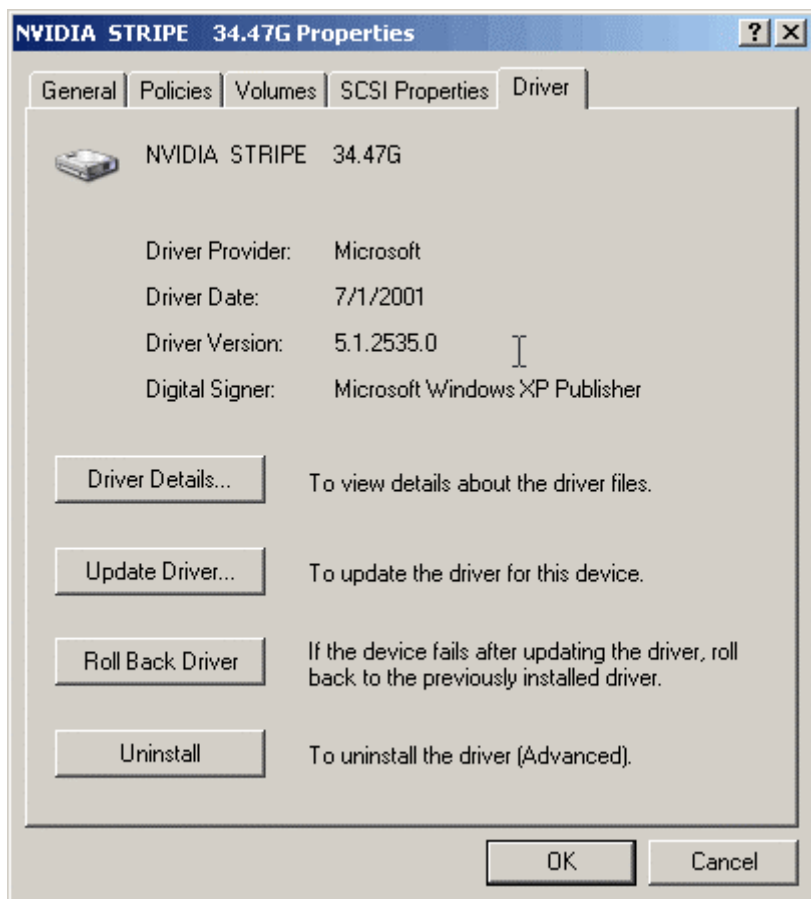 NVIDIA STRIPE 34.47G Properties
General Policies Volumes SCSI Properties Driver
NVIDIA STRIPE 34.47G
Driver Provider: Microsoft
Driver Date: 7/1/2001
Driver Version: 5.1.2535.0
Digital Signer: Microsoft Windows XP Publisher
Driver Details... To view details about the driver files.
Update Driver... To update the driver for this device.
Roll Back Driver If the device fails after updating the driver, roll
back to the previously installed driver.
Uninstall To uninstall the driver (Advanced).
OK Cancel